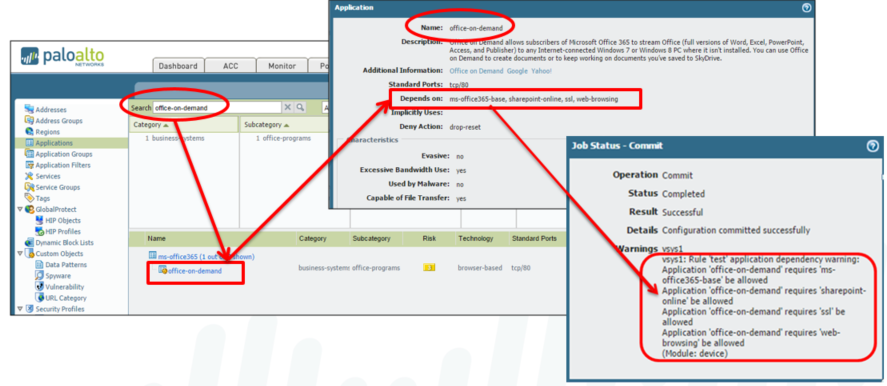 paloalto
NETWORKS
Dashboard
ACC
Monitor
Po
Search office-on-demand
A
Category
Subcategory
1 business-systems
1 office-programs
Addresses
Address Groups
Regions
Applications
Application Groups
Application Filters
Services
Service Groups
Tags
GlobalProtect
HIP Objects
HIP Profiles
Dynamic Block Lists
Custom Objects
Data Patterns
Spyware
Vulnerability
URL Category
Security Profiles
Name
Category
Subcategory
Risk
Technology
Standard Ports
ms-office365 (1 out of shown)
office-on-demand
business-systems
office-programs
browser-based
tcp/80
Application
Name: office-on-demand
Description: Office on Demand allows subscribers of Microsoft Office 365 to stream Office (full versions of Word, Excel, PowerPoint,
Access, and Publisher) to any Internet-connected Windows 7 or Windows 8 PC where it isn't installed. You can use Office
on Demand to create documents or to keep working on documents you've saved to SkyDrive.
Additional Information: Office on Demand Google Yahoo!
Standard Ports: tcp/80
Depends on: ms-office365-base, sharepoint-online, ssl, web-browsing
Implicitly Uses:
Deny Action: drop-reset
Characteristics
Evasive: no
Excessive Bandwidth Use: yes
Used by Malware: no
Capable of File Transfer: yes
Job Status - Commit
Operation Commit
Status Completed
Result Successful
Details Configuration committed successfully
Warnings vsys1
vsys1: Rule 'test' application dependency warning:
Application 'office-on-demand' requires 'ms-
office365-base' be allowed
Application 'office-on-demand' requires 'sharepoint-
online' be allowed
Application 'office-on-demand' requires 'ssl' be
allowed
Application 'office-on-demand' requires 'web-
browsing' be allowed
(Module: device)